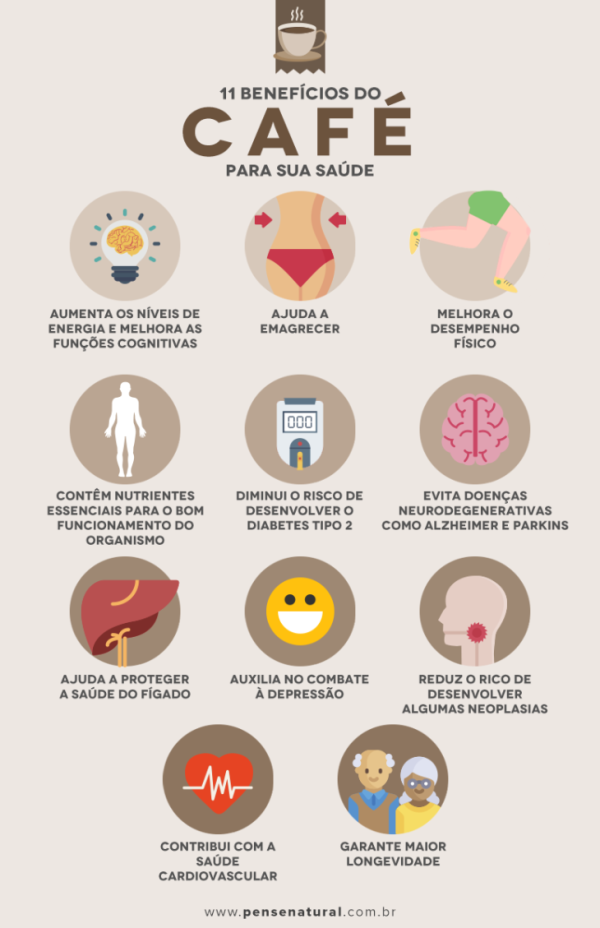 11 BENEFÍCIOS DO
CAFÉ
PARA SUA SAÚDE
AUMENTA OS NÍVEIS DE
ENERGIA E MELHORA AS
FUNÇÕES COGNITIVAS
AJUDA A
EMAGRECER
MELHORA O
DESEMPENHO
FÍSICO
CONTÊM NUTRIENTES
ESSENCIAIS PARA O BOM
FUNCIONAMENTO DO
ORGANISMO
000
DIMINUI O RISCO DE
DESENVOLVER O
DIABETES TIPO 2
EVITA DOENÇAS
NEURODEGENERATIVAS
COMO ALZHEIMER E PARKINS
AJUDA A PROTEGER
A SAÚDE DO FÍGADO
AUXILIA NO COMBATE
À DEPRESSÃO
REDUZ O RICO DE
DESENVOLVER
ALGUMAS NEOPLASIAS
CONTRIBUI COM A
SAÚDE
CARDIOVASCULAR
GARANTE MAIOR
LONGEVIDADE
www.pensenatural.com.br